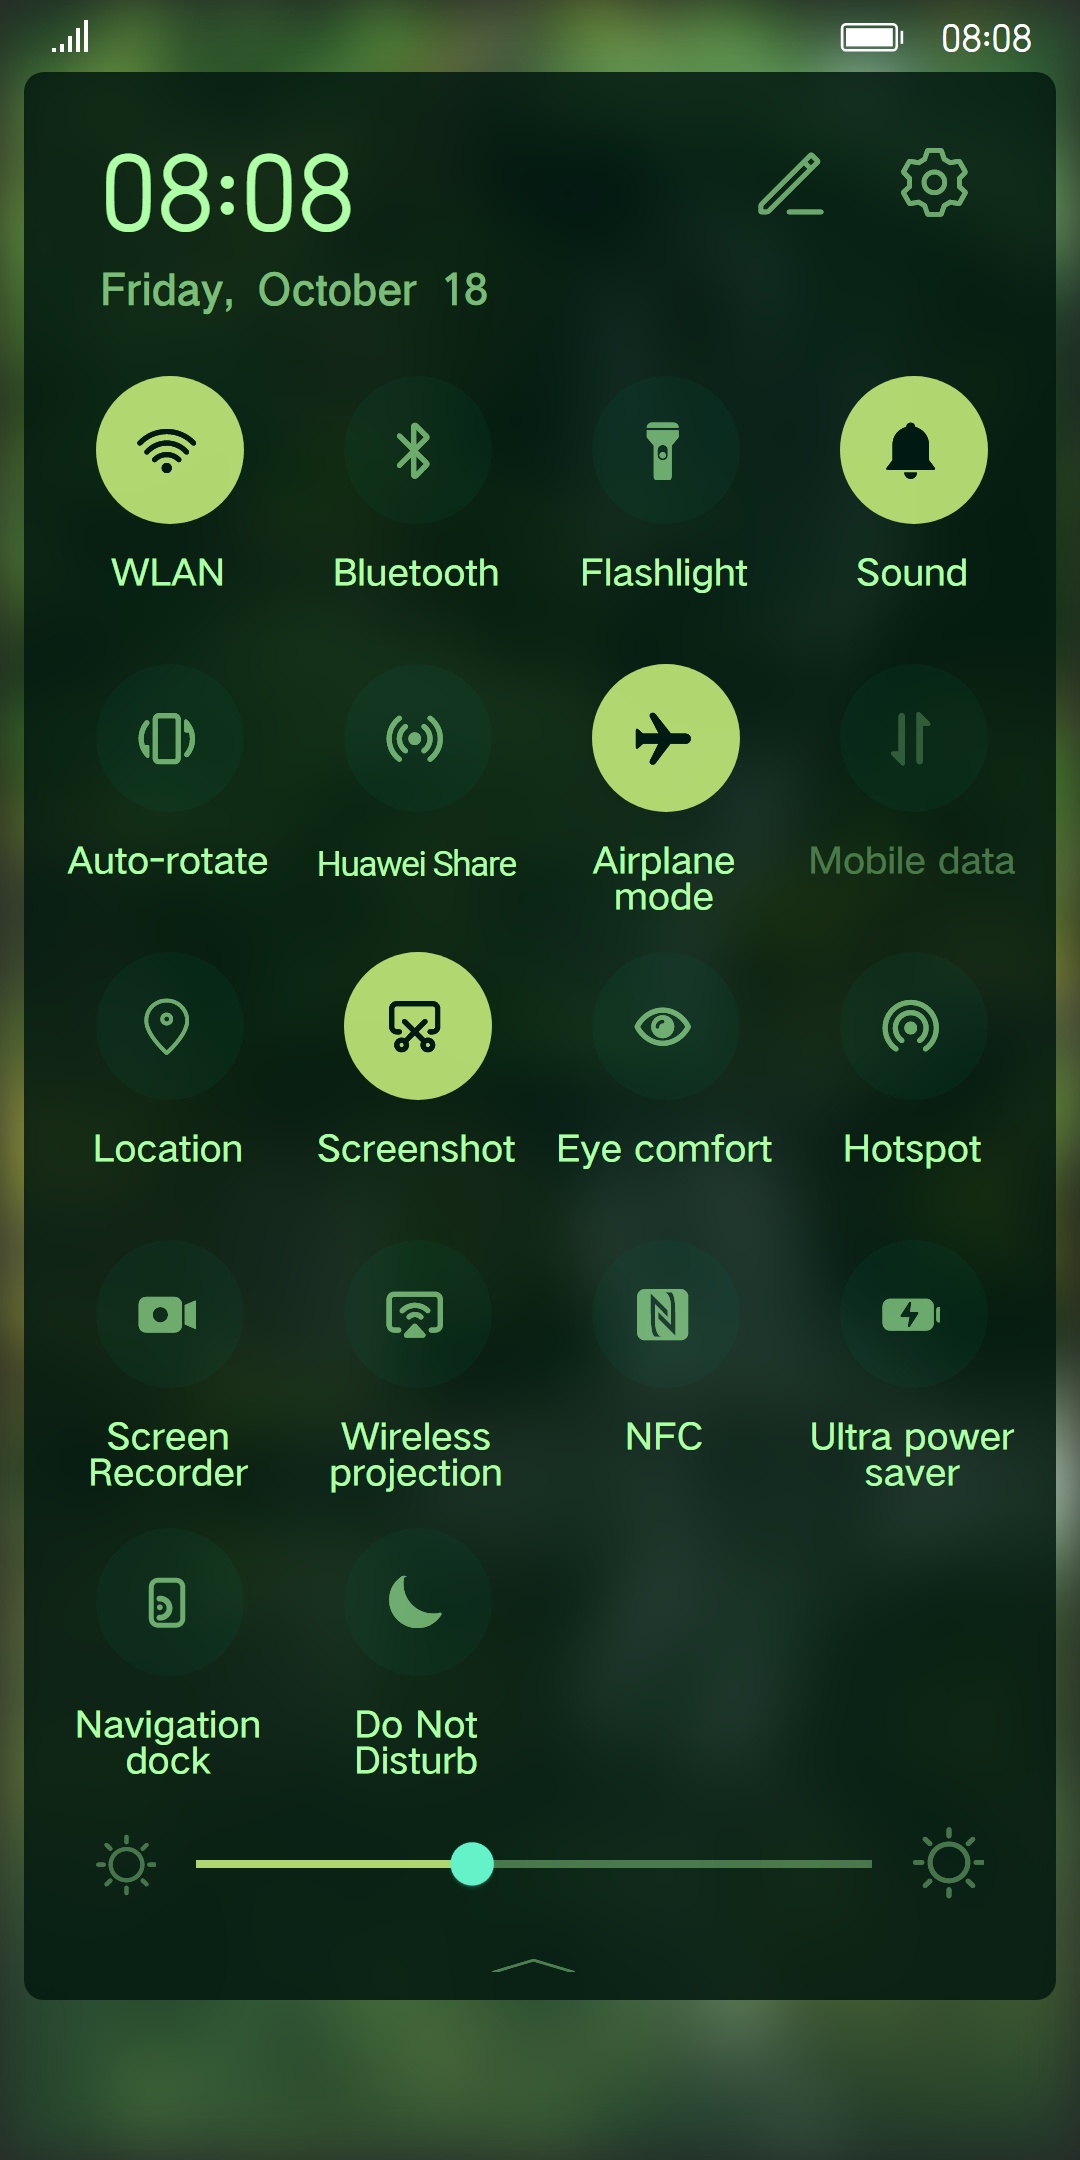 08:08
08:08
Friday, October 18
WLAN
Bluetooth
Flashlight
Sound
Auto-rotate
Huawei Share
Airplane
mode
Mobile data
Location
Screenshot
Eye comfort
Hotspot
Screen
Recorder
Wireless
projection
NFC
Ultra power
saver
Navigation
dock
Do Not
Disturb